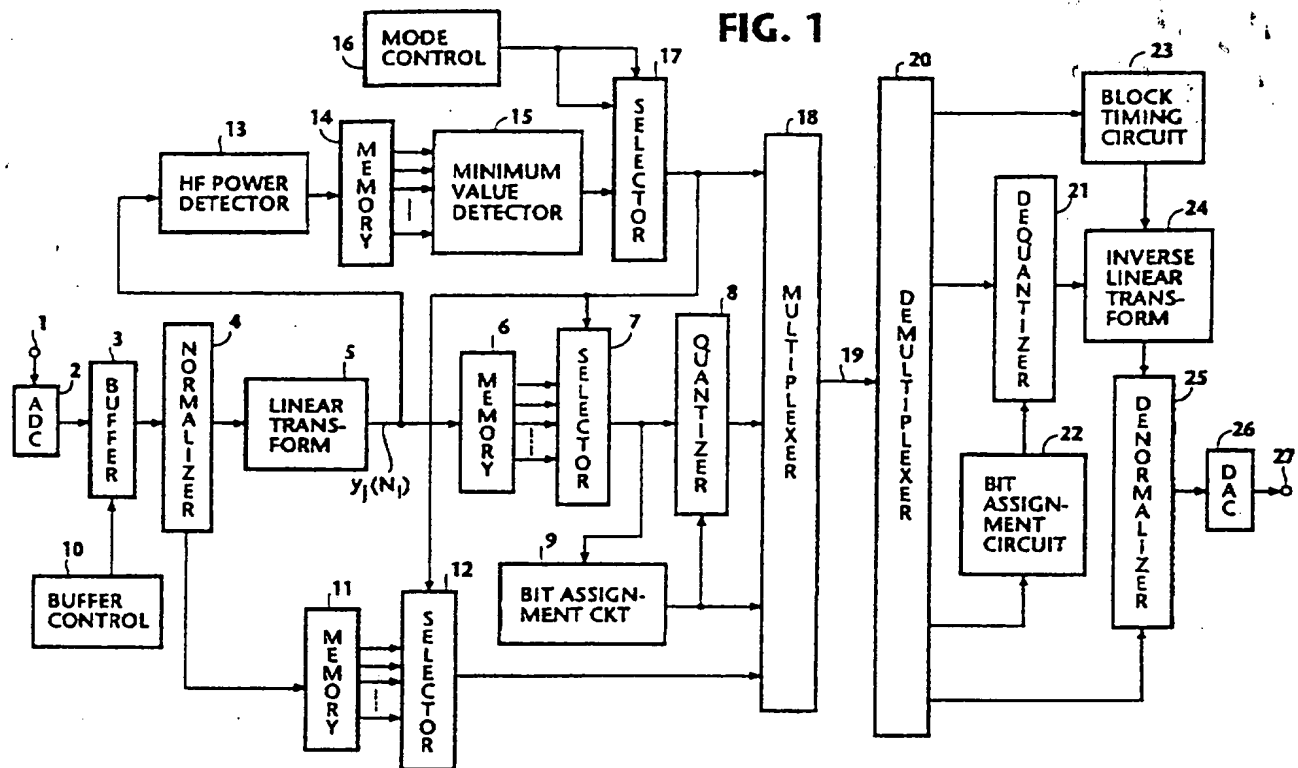 FIG. 1
16
MODE
CONTROL
17
SELECTOR
13
HF POWER
DETECTOR
14
MEMORY
15
MINIMUM
VALUE
DETECTOR
18
MULTIPLEXER
20
DEMULTIPLEXER
23
BLOCK
TIMING
CIRCUIT
21
DEQUANTIZER
24
INVERSE
LINEAR
TRANS-
FORM
1
2
ADC
3
BUFFER
4
NORMALIZER
5
LINEAR
TRANS-
FORM
yj(Nj)
6
MEMORY
7
SELECTOR
8
QUANTIZER
19
25
DENORMALIZER
26
DAC
27
22
BIT
ASSIGN-
MENT
CIRCUIT
10
BUFFER
CONTROL
9
BIT ASSIGN-
MENT CKT
11
MEMORY
12
SELECTOR